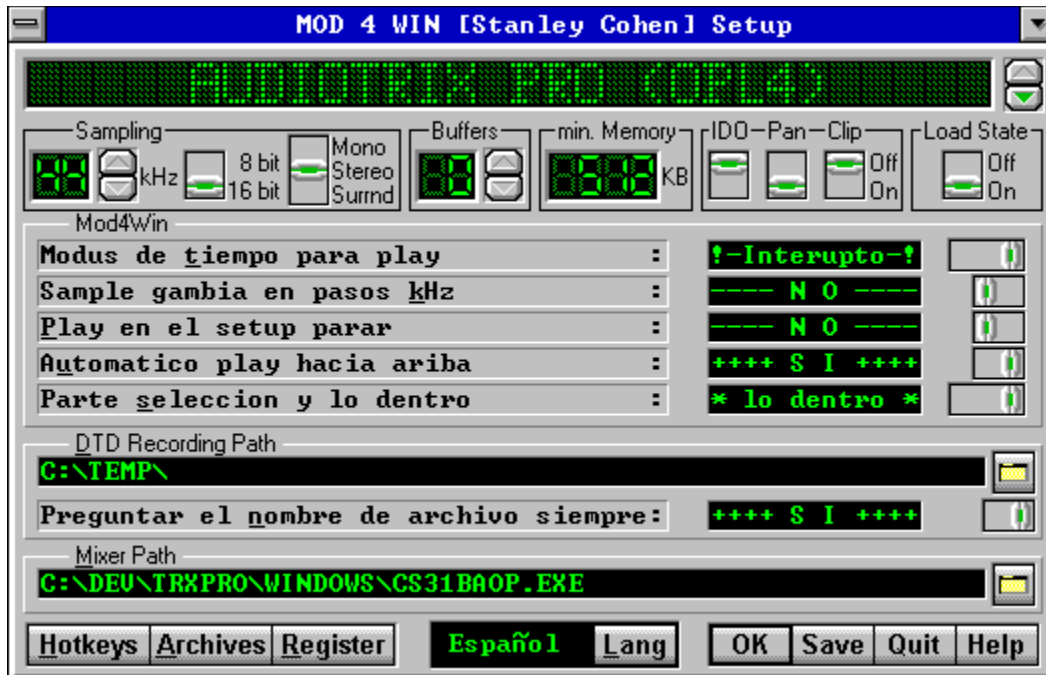 MOD 4 WIN [Stanley Cohen] Setup
AUDIOTRIX PRO (OPL4)
Sampling
44 kHz
8 bit
16 bit
Mono
Stereo
Surrnd
Buffers
8
min. Memory
512 KB
IDO Pan Clip
Off
On
Load State
Off
On
Mod4Win
Modus de tiempo para play : !-Interupto-!
Sample gambia en pasos kHz : ---- N O ----
Play en el setup parar : ---- N O ----
Automatico play hacia ariba : ++++ S I ++++
Parte seleccion y lo dentro : * lo dentro *
DTD Recording Path
C:\TEMP\
Preguntar el nombre de archivo siempre: ++++ S I ++++
Mixer Path
C:\DEV\TRXPRO\WINDOWS\CS31BAOP.EXE
Hotkeys Archives Register Español Lang OK Save Quit Help